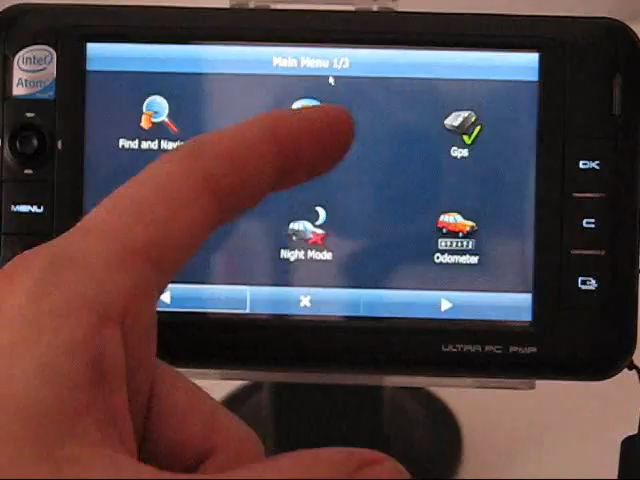 intel
Atom
Main Menu 1/3
Find and Navi
Gps
OK
MENU
C
Night Mode
Odometer
ULTRA PC PMP